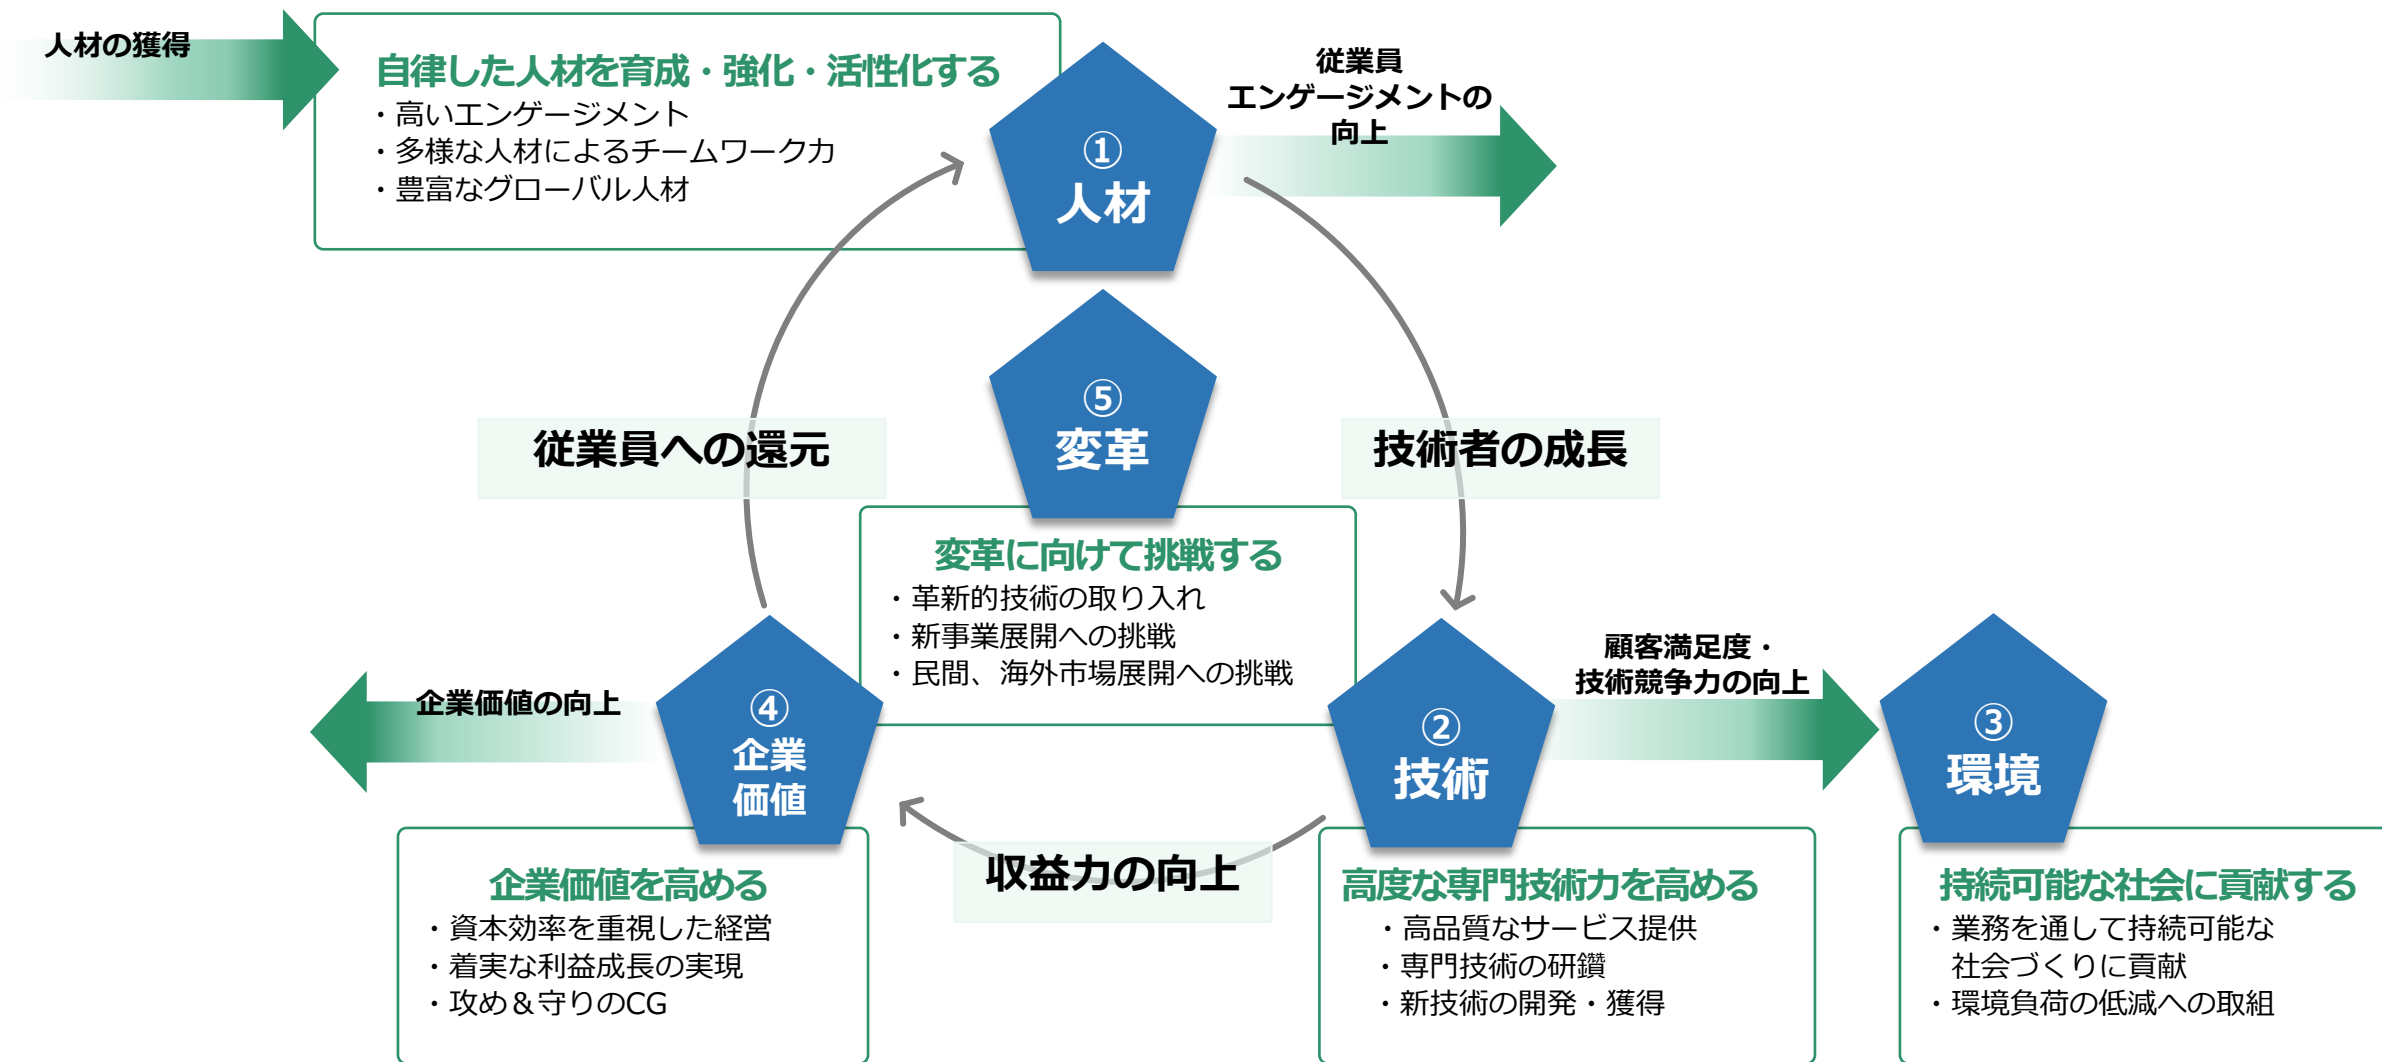 人材の獲得
自律した人材を育成・強化・活性化する
・高いエンゲージメント
・多様な人材によるチームワーク力
・豊富なグローバル人材
①
人材
従業員
エンゲージメントの
向上
⑤
変革
従業員への還元
技術者の成長
変革に向けて挑戦する
・革新的技術の取り入れ
・新事業展開への挑戦
・民間、海外市場展開への挑戦
企業価値の向上
④
企業
価値
②
技術
顧客満足度・
技術競争力の向上
③
環境
収益力の向上
企業価値を高める
・資本効率を重視した経営
・着実な利益成長の実現
・攻め＆守りのCG
高度な専門技術力を高める
・高品質なサービス提供
・専門技術の研鑽
・新技術の開発・獲得
持続可能な社会に貢献する
・業務を通して持続可能な
社会づくりに貢献
・環境負荷の低減への取組